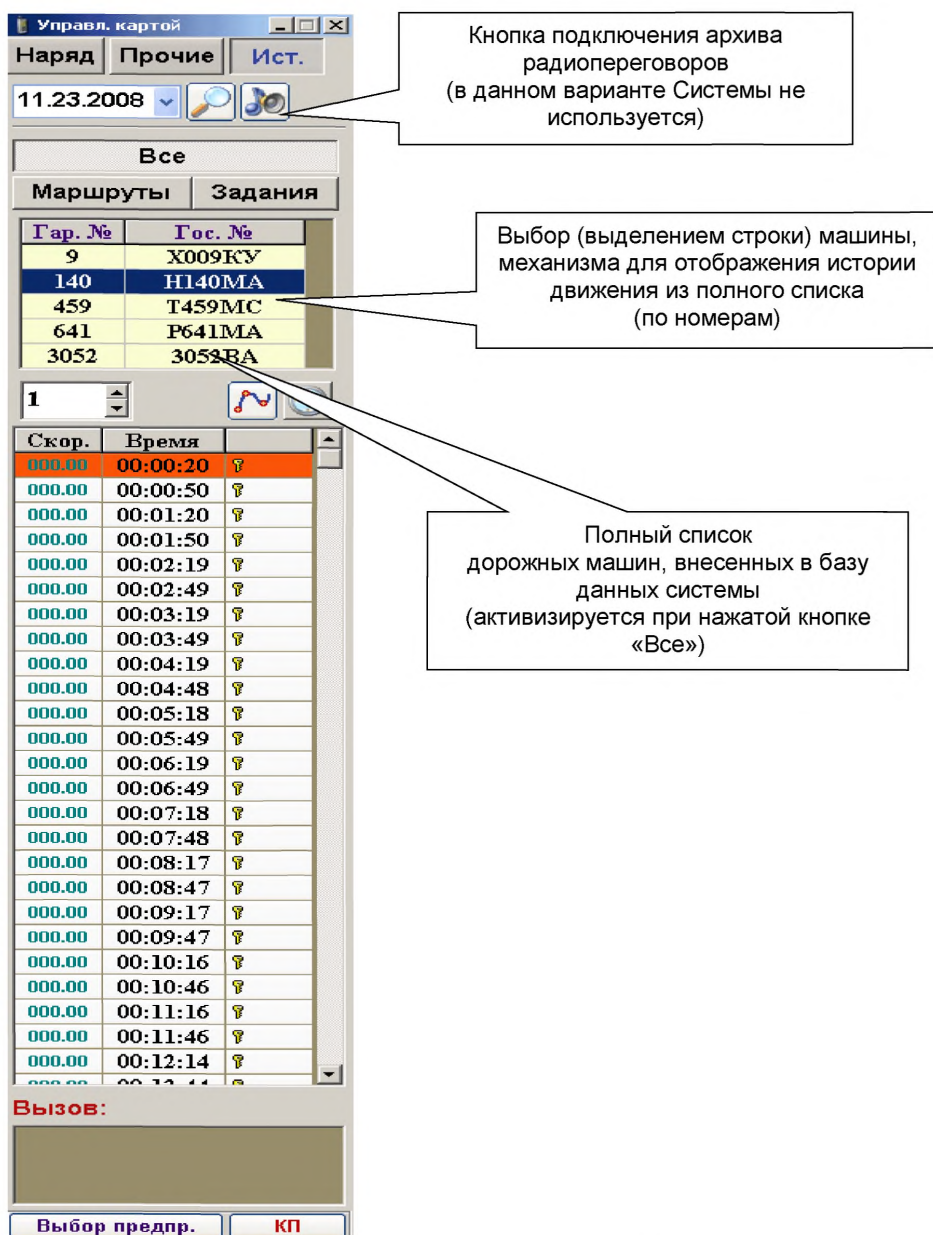 Управл. картой
Наряд Прочие Ист.
11.23.2008
Все
Маршруты Задания
Гар. № Гос. №
9 Х009КУ
140 Н140МА
459 Т459МС
641 Р641МА
3052 3052ВА
1
Скор. Время
000.00 00:00:20
000.00 00:00:50
000.00 00:01:20
000.00 00:01:50
000.00 00:02:19
000.00 00:02:49
000.00 00:03:19
000.00 00:03:49
000.00 00:04:19
000.00 00:04:48
000.00 00:05:18
000.00 00:05:49
000.00 00:06:19
000.00 00:06:49
000.00 00:07:18
000.00 00:07:48
000.00 00:08:17
000.00 00:08:47
000.00 00:09:17
000.00 00:09:47
000.00 00:10:16
000.00 00:10:46
000.00 00:11:16
000.00 00:11:46
000.00 00:12:14
Вызов:
Выбор предпр. КП
Кнопка подключения архива
радиопереговоров
(в данном варианте Системы не
используется)
Выбор (выделением строки) машины,
механизма для отображения истории
движения из полного списка
(по номерам)
Полный список
дорожных машин, внесенных в базу
данных системы
(активизируется при нажатой кнопке
«Все»)